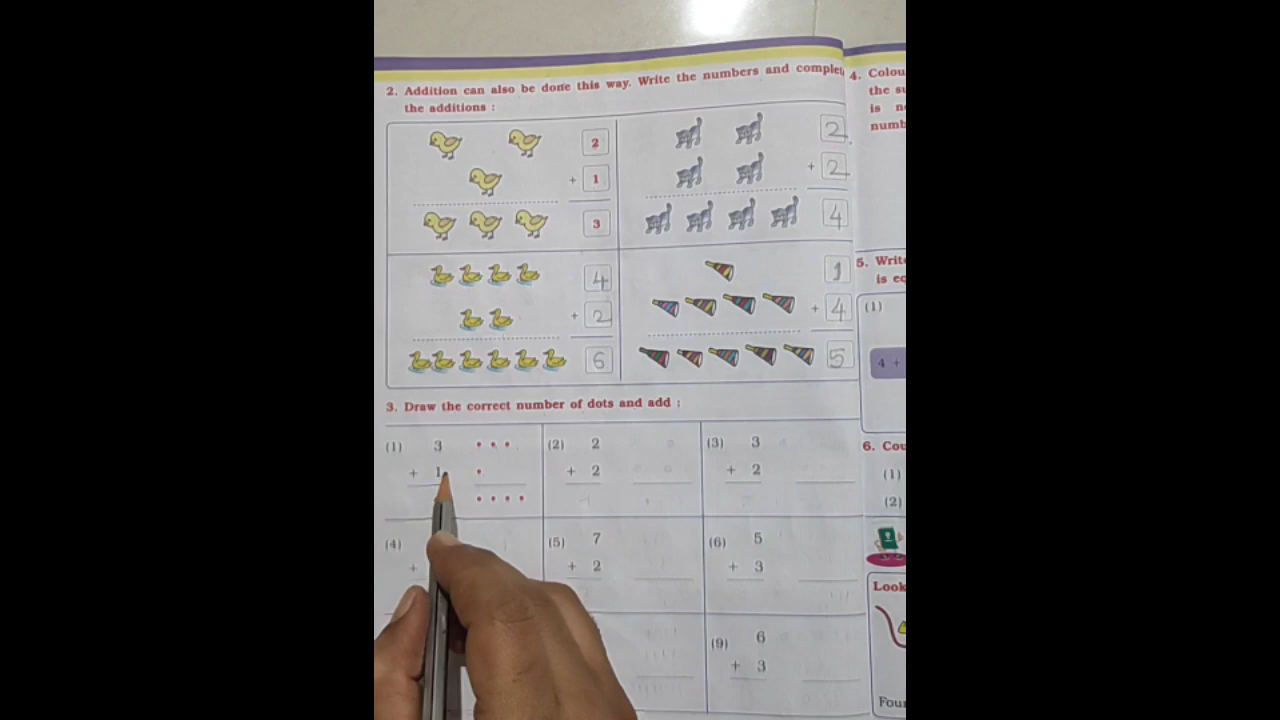 2. Addition can also be done this way. Write the numbers and complet
the additions :
2
+ 1
3
2
+ 2
4
4
+ 2
6
1
+ 4
5
3. Draw the correct number of dots and add :
(1) 3
+ 1
(2) 2
+ 2
(3) 3
+ 2
(4)
+
(5) 7
+ 2
(6) 5
+ 3
(9) 6
+ 3
4. Colou
the su
is n
numb
5. Writ
is eq
(1)
4 +
6. Cou
(1)
(2)
Look
Four